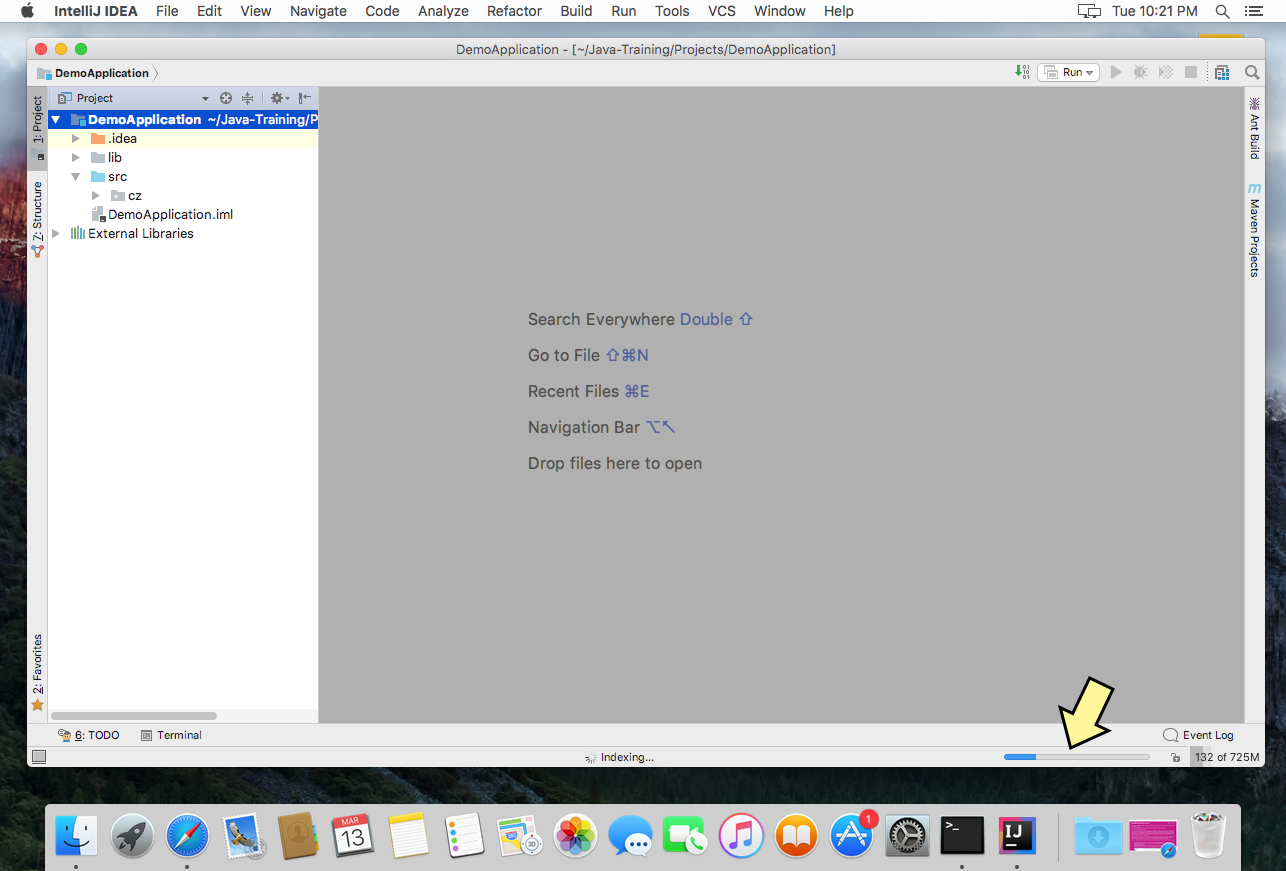 IntelliJ IDEA File Edit View Navigate Code Analyze Refactor Build Run Tools VCS Window Help Tue 10:21 PM
DemoApplication - [~/Java-Training/Projects/DemoApplication]
DemoApplication
Run
1: Project
Project
DemoApplication ~/Java-Training/P
.idea
lib
src
cz
DemoApplication.iml
External Libraries
7: Structure
2: Favorites
Search Everywhere Double ⇧
Go to File ⇧⌘N
Recent Files ⌘E
Navigation Bar ⌥↖
Drop files here to open
Ant Build
m
Maven Projects
6: TODO
Terminal
Event Log
Indexing...
132 of 725M
MAR
13
3D
1
>_
IJ